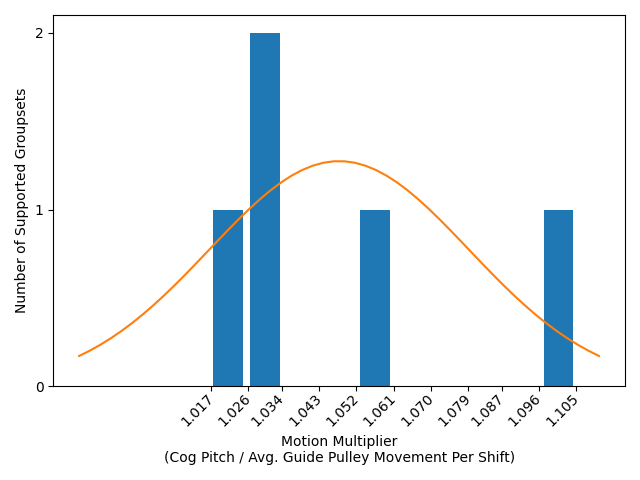 Number of Supported Groupsets
2
1
0
1.017 1.026 1.034 1.043 1.052 1.061 1.070 1.079 1.087 1.096 1.105
Motion Multiplier
(Cog Pitch / Avg. Guide Pulley Movement Per Shift)